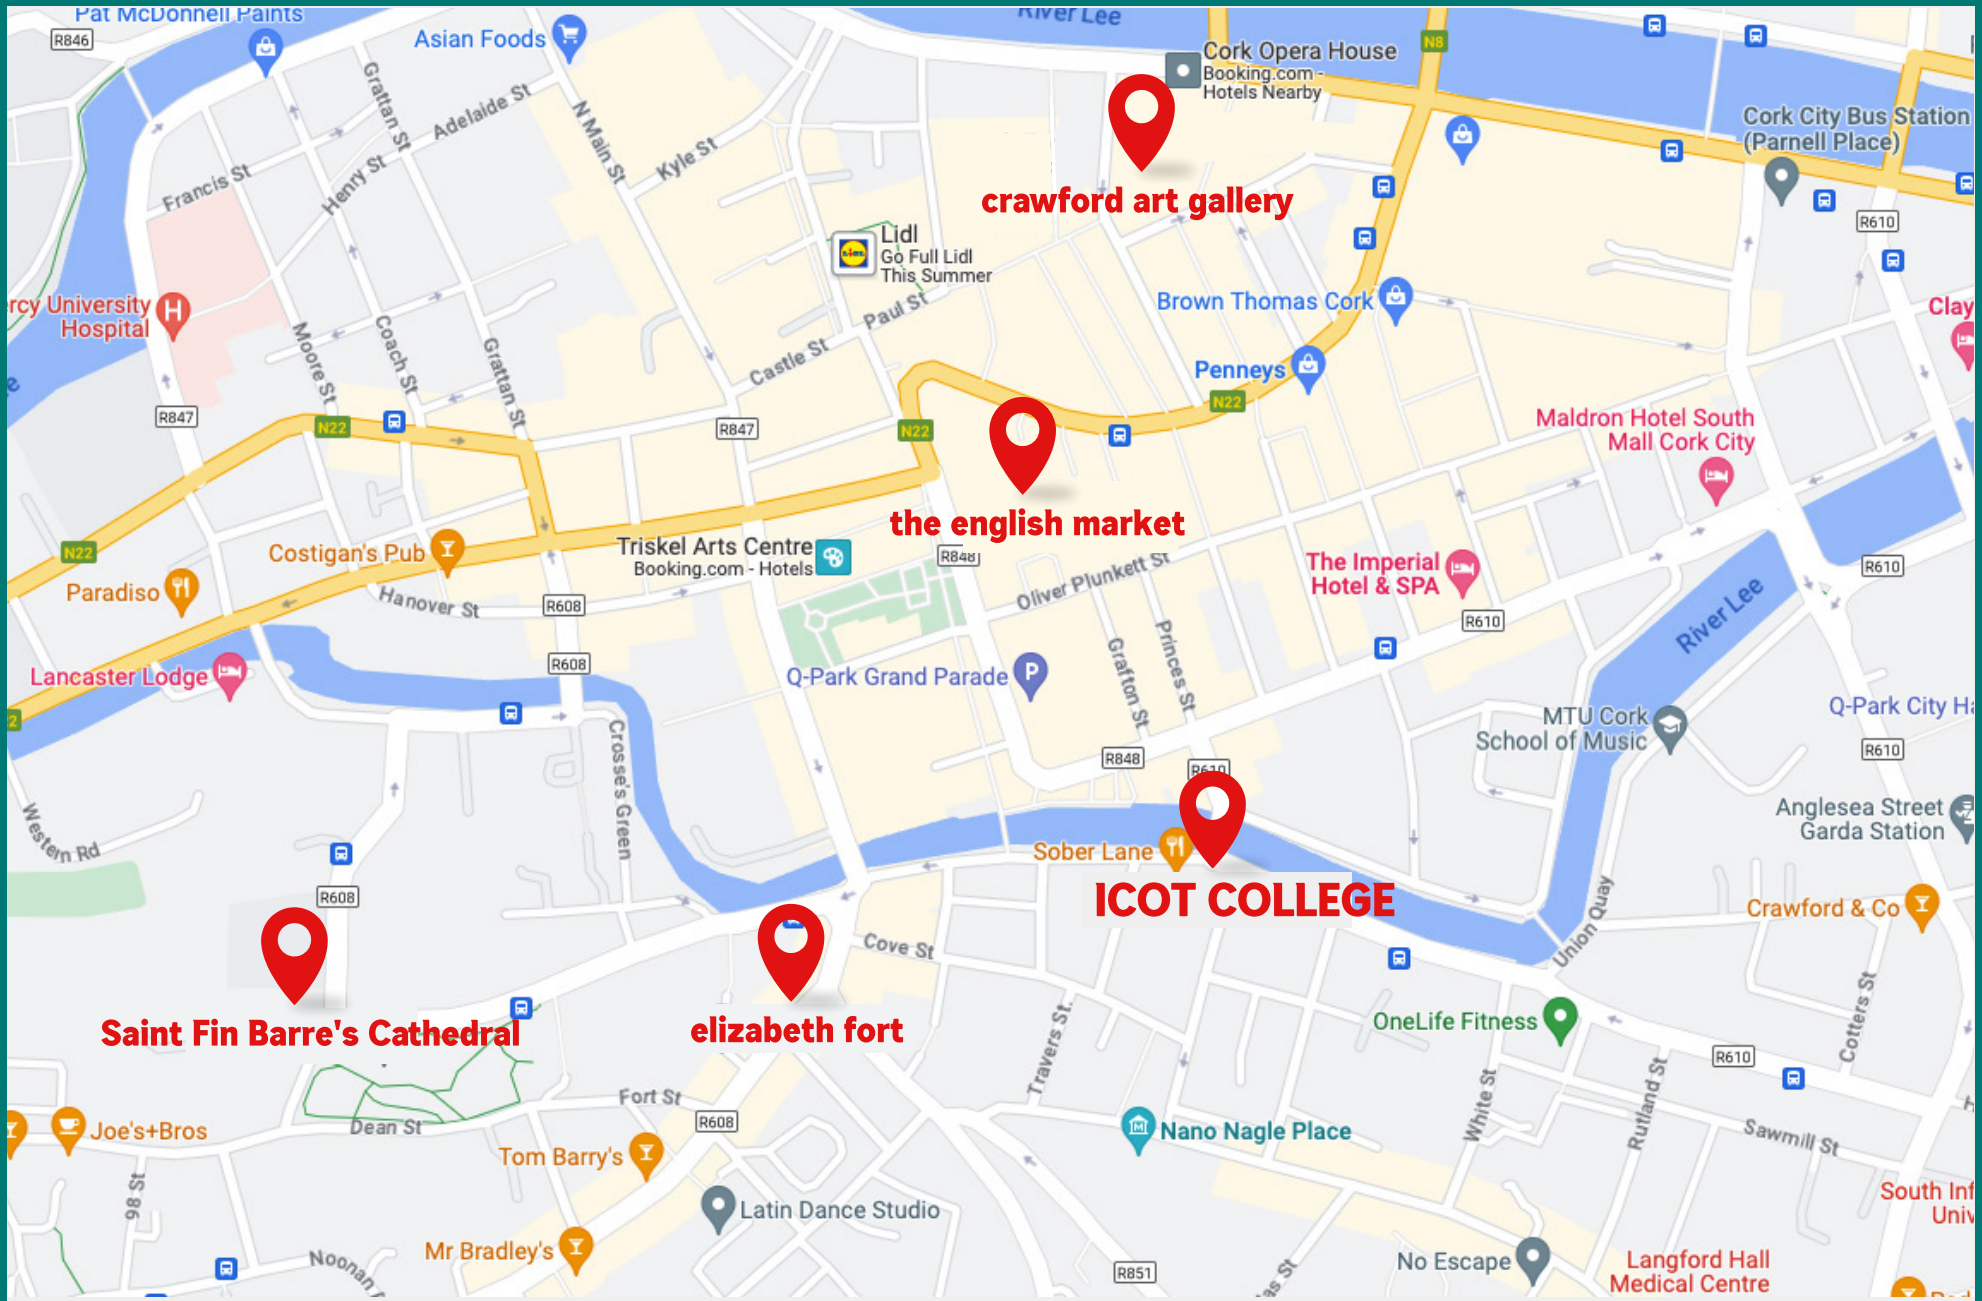 Pat McDonnell Paints
River Lee
R846
Asian Foods
N8
Cork Opera House
Booking.com -
Hotels Nearby
Grattan St
Adelaide St
N Main St
Kyle St
Cork City Bus Station
(Parnell Place)
Francis St
Henry St
crawford art gallery
R610
Lidl
Go Full Lidl
This Summer
Paul St
rcy University
Hospital
Brown Thomas Cork
Clay
Moore St
Coach St
Grattan St
Castle St
Penneys
N22
R847
N22
R847
N22
Maldron Hotel South
Mall Cork City
the english market
N22
Costigan's Pub
Triskel Arts Centre
Booking.com - Hotels
R848
Oliver Plunkett St
The Imperial
Hotel & SPA
R610
Paradiso
Hanover St
R608
R610
River Lee
Lancaster Lodge
R608
Q-Park Grand Parade
P
Grafton St
Princes St
MTU Cork
School of Music
Q-Park City Ha
2
Crosse's Green
R848
R610
R610
Western Rd
Sober Lane
Anglesea Street
Garda Station
R608
ICOT COLLEGE
Crawford & Co
Union Quay
Cove St
Saint Fin Barre's Cathedral
elizabeth fort
Travers St.
OneLife Fitness
R610
Cotters St
Fort St
Dean St
R608
White St
Rutland St
Joe's+Bros
Nano Nagle Place
Sawmill St
H
Tom Barry's
98 St
Latin Dance Studio
South Inf
Univ
Mr Bradley's
Noonan
R851
as St
No Escape
Langford Hall
Medical Centre